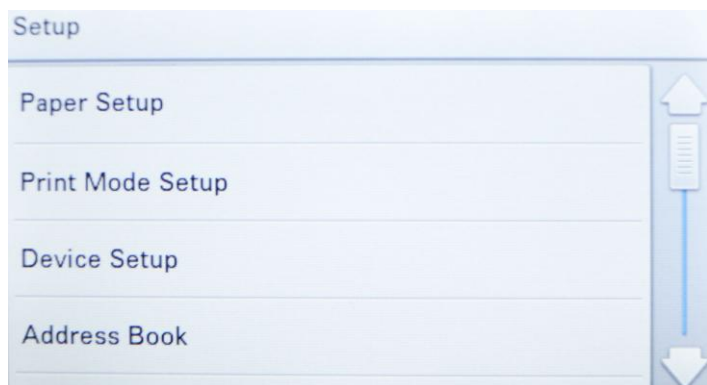 Setup
Paper Setup
Print Mode Setup
Device Setup
Address Book